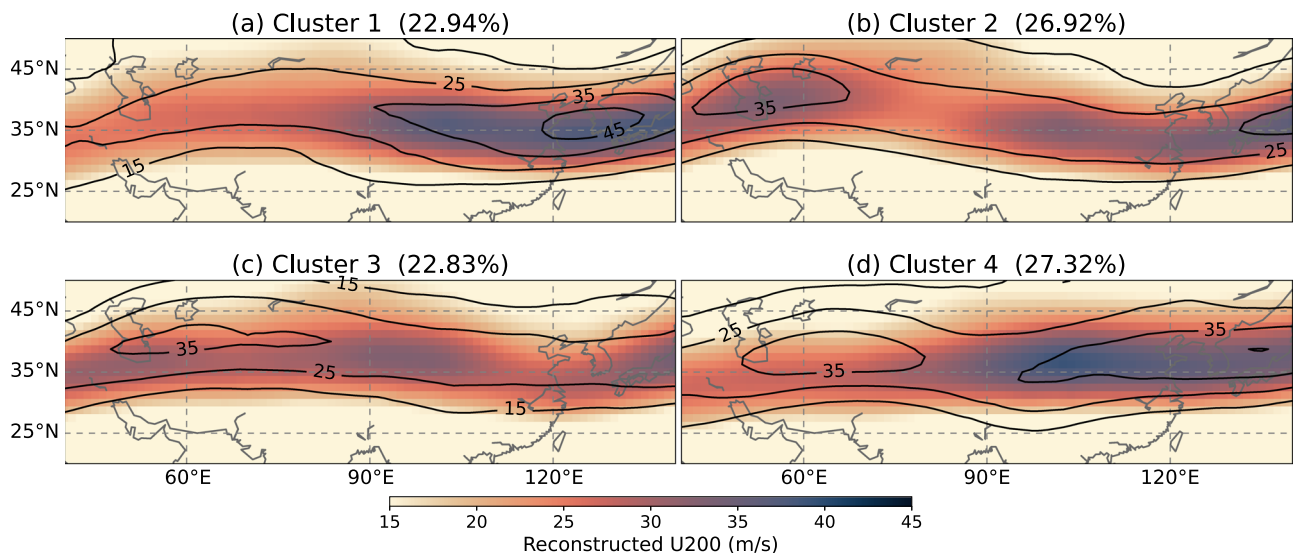 (a) Cluster 1 (22.94%)
(b) Cluster 2 (26.92%)
45°N
35°N
25°N
25
35
45
15
35
25
(c) Cluster 3 (22.83%)
(d) Cluster 4 (27.32%)
45°N
35°N
25°N
15
35
25
15
25
35
35
60°E
90°E
120°E
60°E
90°E
120°E
15
20
25
30
35
40
45
Reconstructed U200 (m/s)